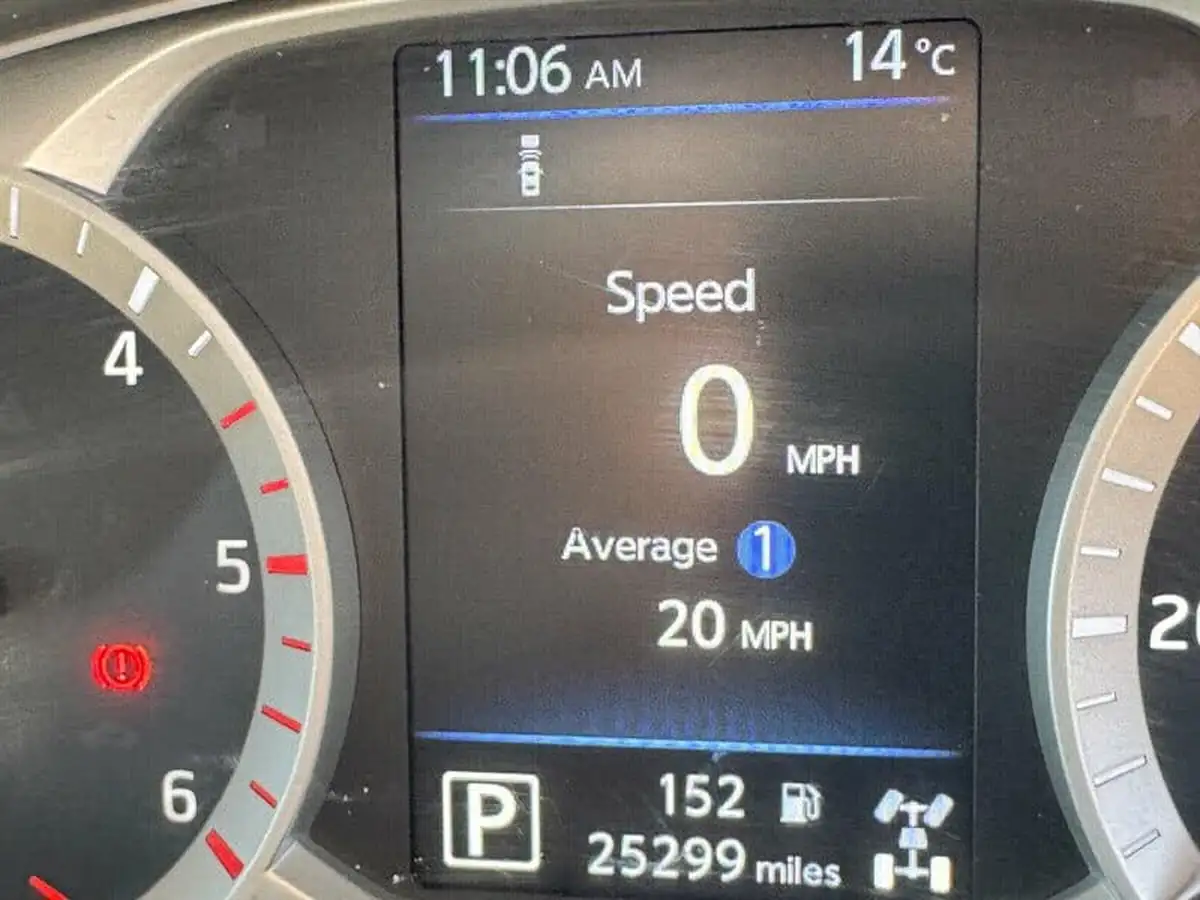 11:06 AM 14°C
Speed
0 MPH
Average 1
20 MPH
P 152
25299 miles
4
5
6